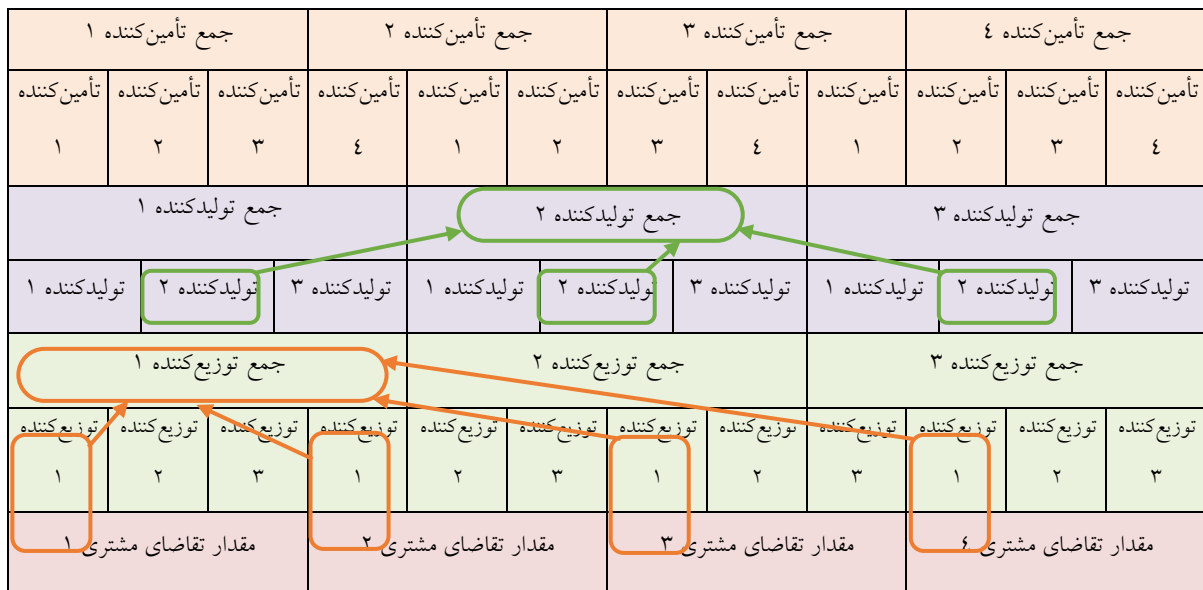 جمع تأمین‌کننده ۱ جمع تأمین‌کننده ۲ جمع تأمین‌کننده ۳ جمع تأمین‌کننده ٤
تأمین‌کننده تأمین‌کننده تأمین‌کننده تأمین‌کننده تأمین‌کننده تأمین‌کننده تأمین‌کننده تأمین‌کننده تأمین‌کننده تأمین‌کننده تأمین‌کننده تأمین‌کننده
۱ ۲ ۳ ٤ ۱ ۲ ۳ ٤ ۱ ۲ ۳ ٤
جمع تولیدکننده ۱ جمع تولیدکننده ۲ جمع تولیدکننده ۳
تولیدکننده ۱ تولیدکننده ۲ تولیدکننده ۳ تولیدکننده ۱ تولیدکننده ۲ تولیدکننده ۳ تولیدکننده ۱ تولیدکننده ۲ تولیدکننده ۳
جمع توزیع‌کننده ۱ جمع توزیع‌کننده ۲ جمع توزیع‌کننده ۳
توزیع‌کننده توزیع‌کننده توزیع‌کننده توزیع‌کننده توزیع‌کننده توزیع‌کننده توزیع‌کننده توزیع‌کننده توزیع‌کننده توزیع‌کننده توزیع‌کننده توزیع‌کننده
۱ ۲ ۳ ۱ ۲ ۳ ۱ ۲ ۳ ۱ ۲ ۳
مقدار تقاضای مشتری ۱ مقدار تقاضای مشتری ۲ مقدار تقاضای مشتری ۳ مقدار تقاضای مشتری ٤